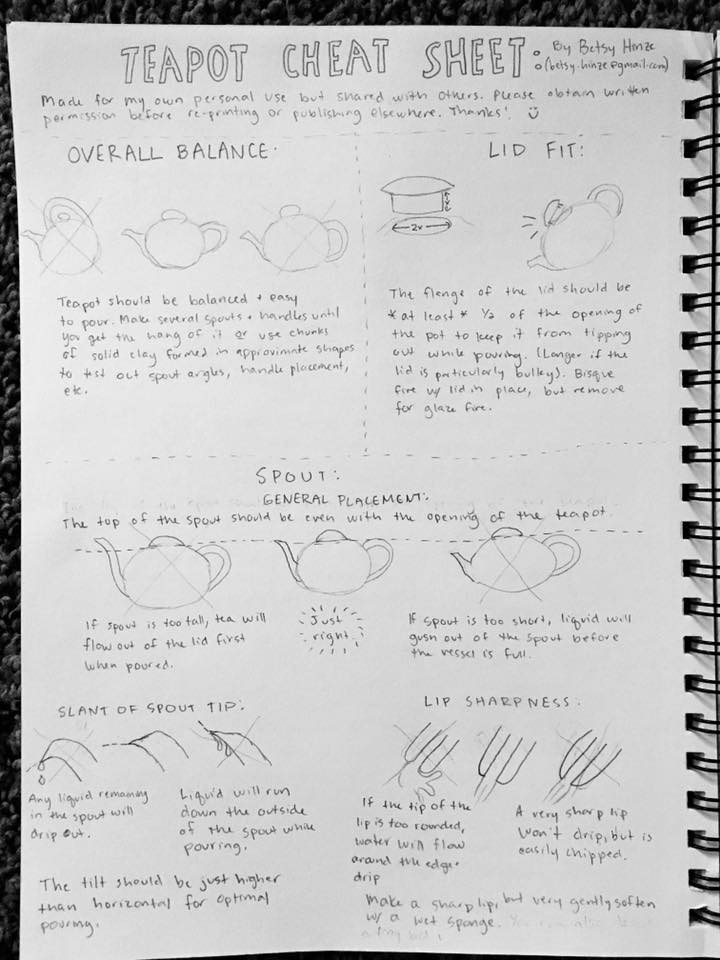 TEAPOT CHEAT SHEET: By Betsy Hinze
(betsy.hinze@gmail.com)
Made for my own personal use but shared with others. Please obtain written
permission before re-printing or publishing elsewhere. Thanks!
OVERALL BALANCE:
Teapot should be balanced + easy
to pour. Make several spouts + handles until
you get the hang of it or use chunks
of solid clay formed in approximate shapes
to test out spout angles, handle placement,
etc.
LID FIT:
2x
The flange of the lid should be
*at least* 1/2 of the opening of
the pot to keep it from tipping
out while pouring. (Longer if the
lid is particularly bulky). Bisque
fire w/ lid in place, but remove
for glaze fire.
SPOUT:
GENERAL PLACEMENT:
The top of the spout should be even with the opening of the teapot.
If spout is too tall, tea will
flow out of the lid first
when poured.
Just
right
If spout is too short, liquid will
gush out of the spout before
the vessel is full.
SLANT OF SPOUT TIP:
Any liquid remaining
in the spout will
drip out.
Liquid will run
down the outside
of the spout while
pouring.
The tilt should be just higher
than horizontal for optimal
pouring.
LIP SHARPNESS:
If the tip of the
lip is too rounded,
water will flow
around the edge +
drip
A very sharp lip
won't drip, but is
easily chipped.
Make a sharp lip, but very gently soften
w/ a wet sponge. You can also